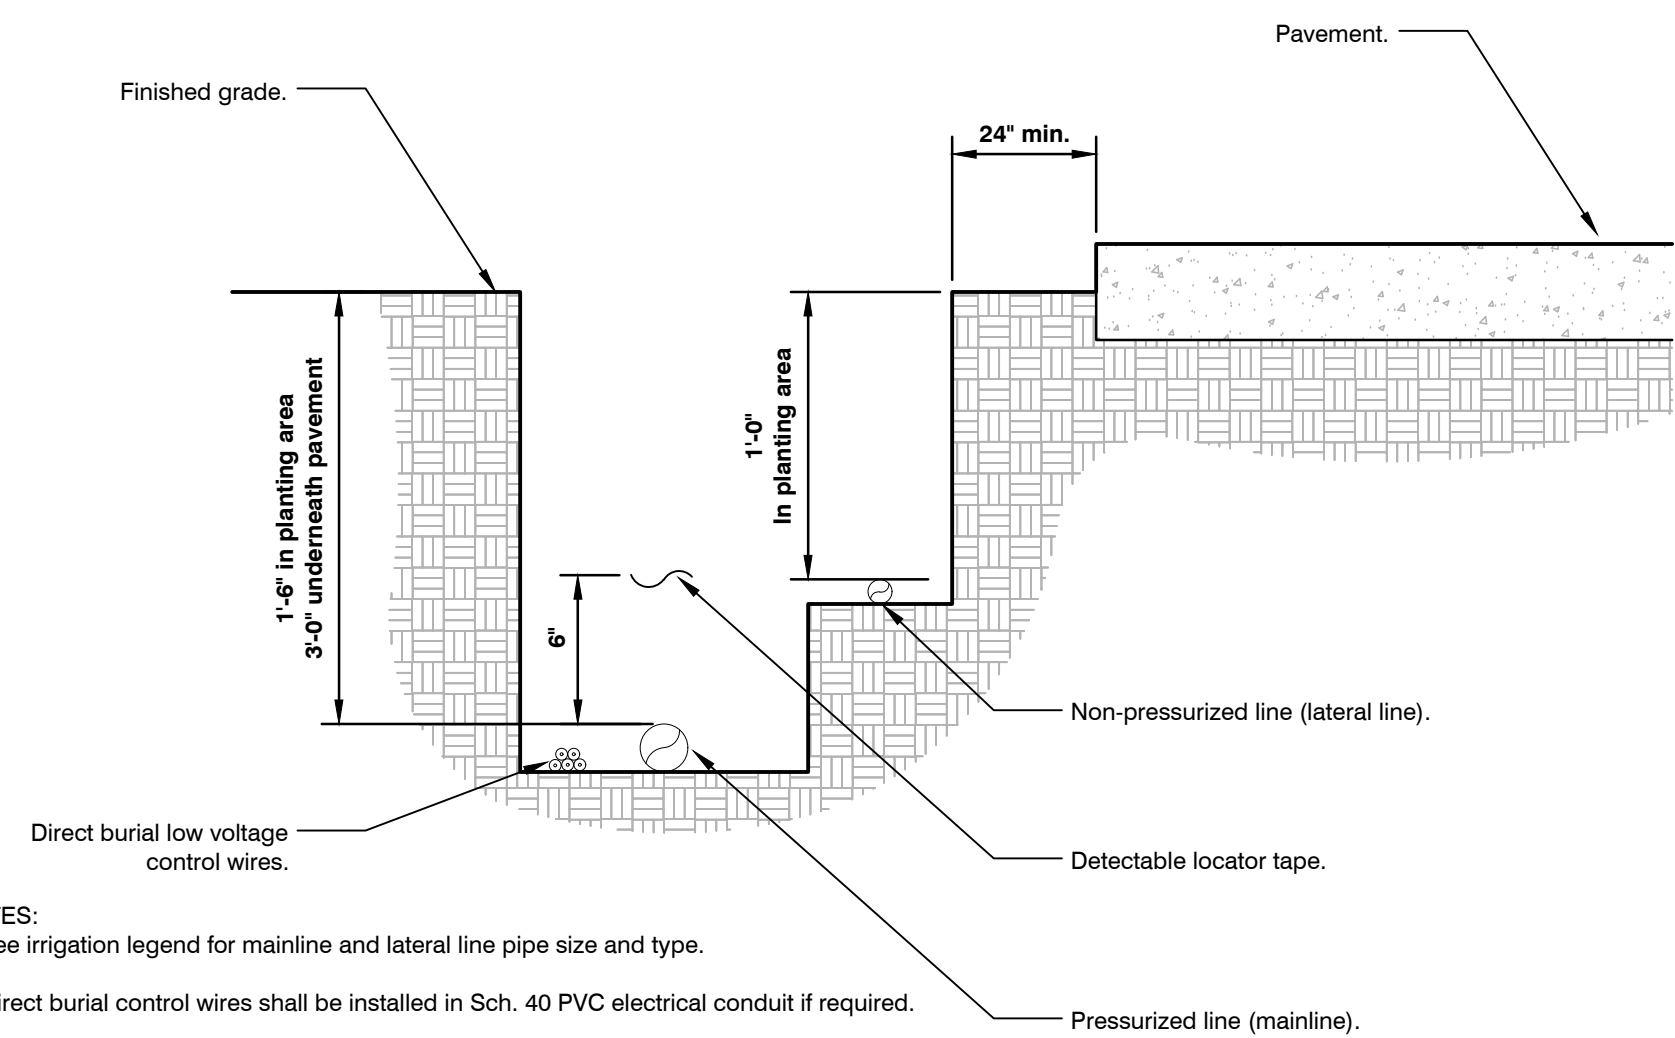 Pavement.
Finished grade.
24" min.
1'-6" in planting area
3'-0" underneath pavement
1'-0"
In planting area
6"
Non-pressurized line (lateral line).
Direct burial low voltage
control wires.
Detectable locator tape.
irrigation legend for mainline and lateral line pipe size and type.
burial control wires shall be installed in Sch. 40 PVC electrical conduit if required.
Pressurized line (mainline).